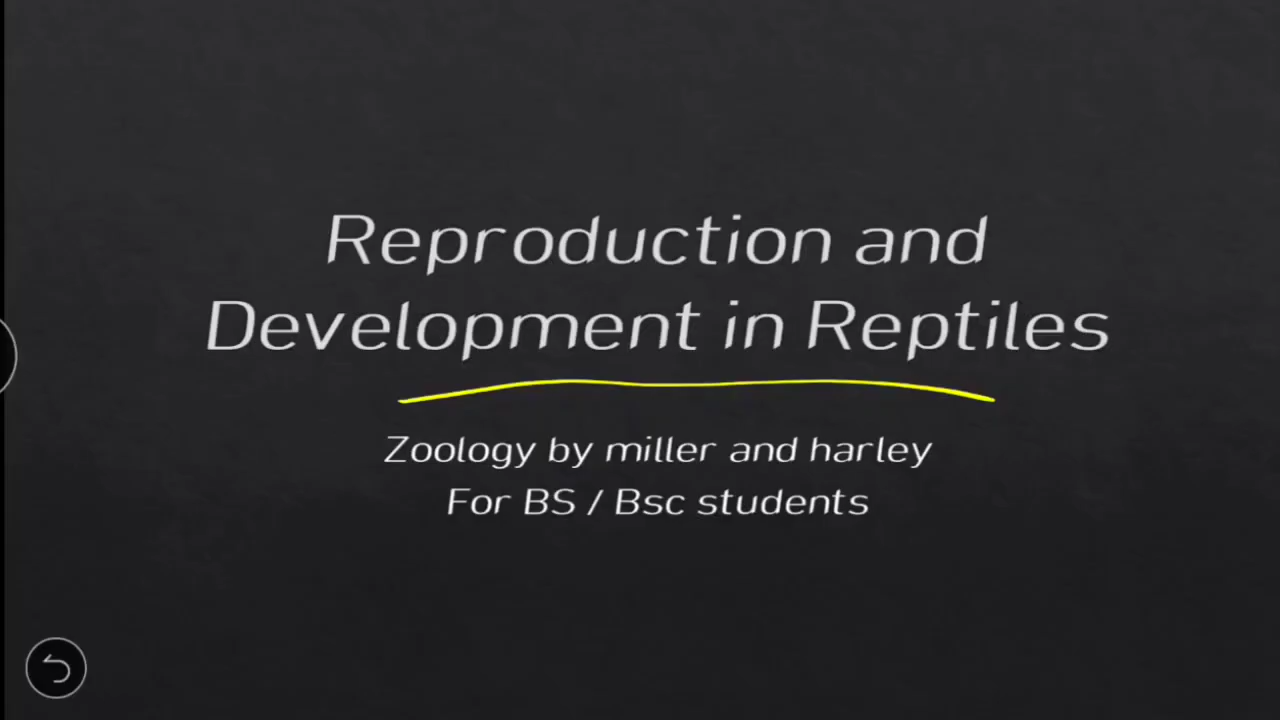 Reproduction and
Development in Reptiles
Zoology by miller and harley
For BS / Bsc students